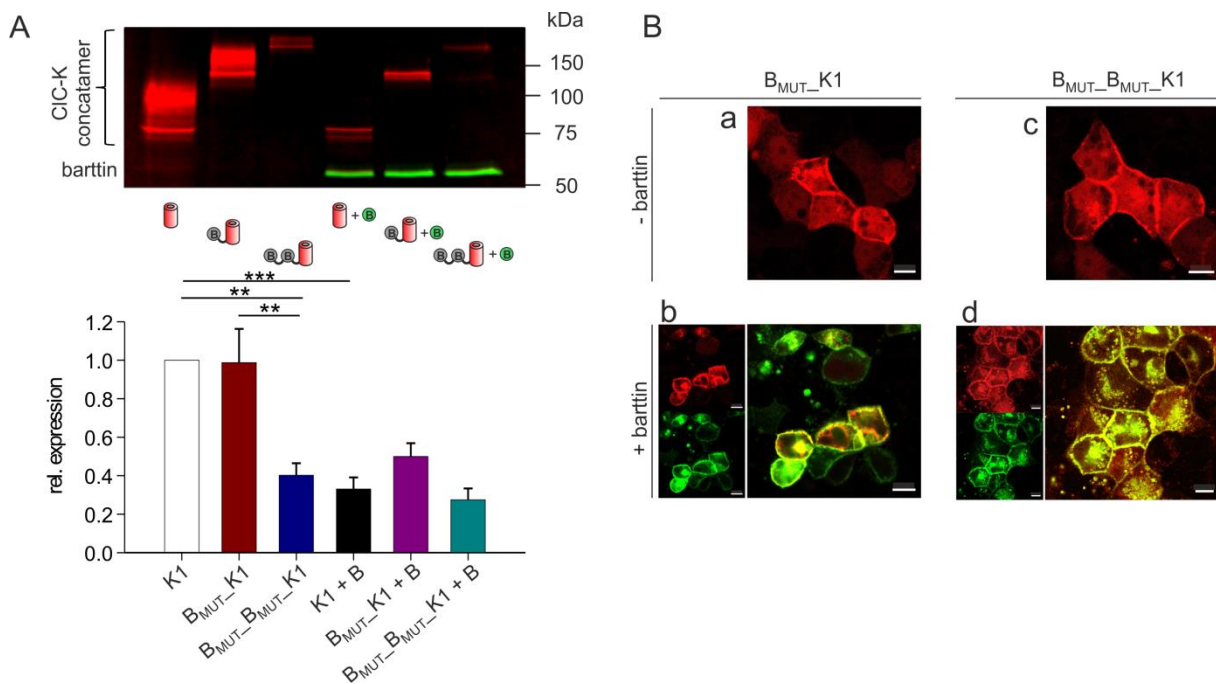 A
kDa
ClC-K
concatamer
150
100
75
barttin
50
+ B
B
B + B
B B
B B + B
***
**
**
rel. expression
1.2
1.0
0.8
0.6
0.4
0.2
0.0
K1
BMUT_K1
BMUT_BMUT_K1
K1 + B
BMUT_K1 + B
BMUT_BMUT_K1 + B
B
BMUT_K1
BMUT_BMUT_K1
- barttin
a
c
+ barttin
b
d